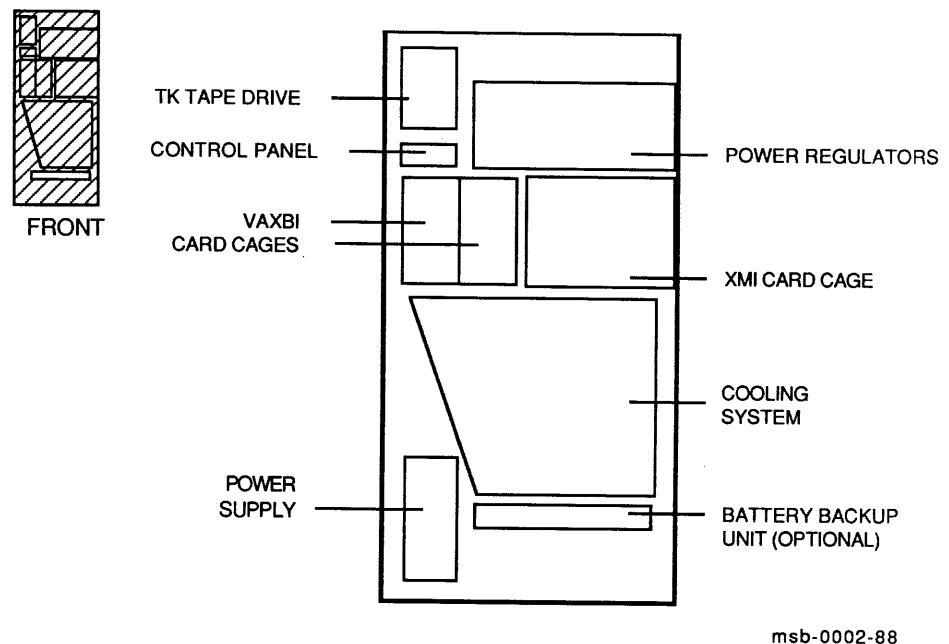 FRONT
TK TAPE DRIVE
CONTROL PANEL
VAXBI
CARD CAGES
POWER
SUPPLY
POWER REGULATORS
XMI CARD CAGE
COOLING
SYSTEM
BATTERY BACKUP
UNIT (OPTIONAL)
msb-0002-88